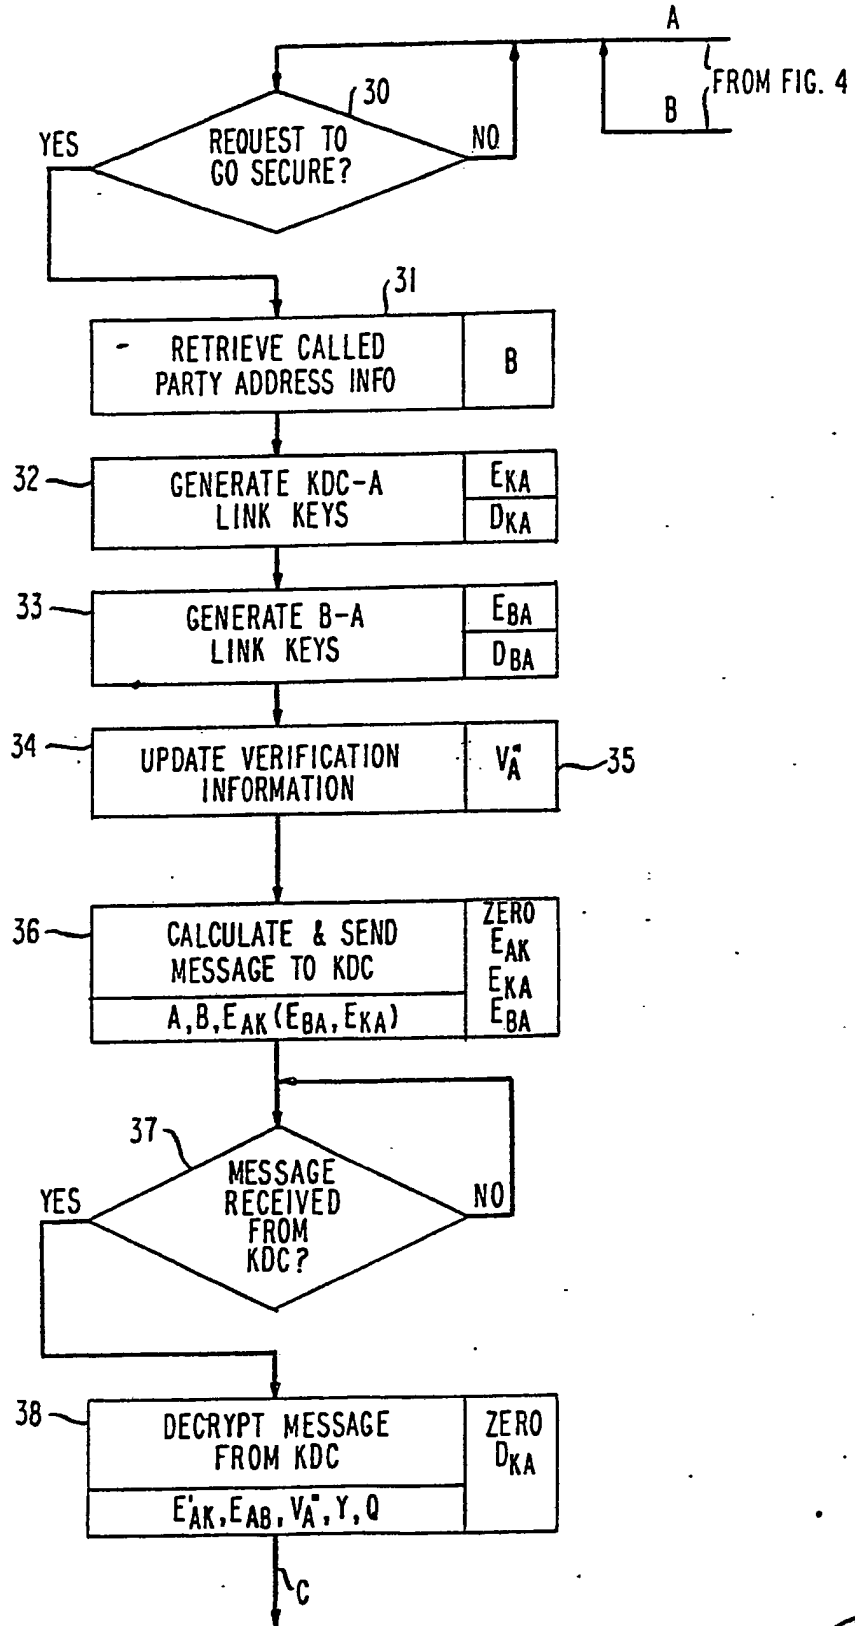 A
FROM FIG. 4
B
30
YES
REQUEST TO
GO SECURE?
NO
31
RETRIEVE CALLED
PARTY ADDRESS INFO
B
32
GENERATE KDC-A
LINK KEYS
EKA
DKA
33
GENERATE B-A
LINK KEYS
EBA
DBA
34
UPDATE VERIFICATION
INFORMATION
VA"
35
36
CALCULATE & SEND
MESSAGE TO KDC
A, B, EAK (EBA, EKA)
ZERO
EAK
EKA
EBA
37
YES
MESSAGE
RECEIVED
FROM
KDC?
NO
38
DECRYPT MESSAGE
FROM KDC
E'AK, EAB, VA", Y, Q
ZERO
DKA
C